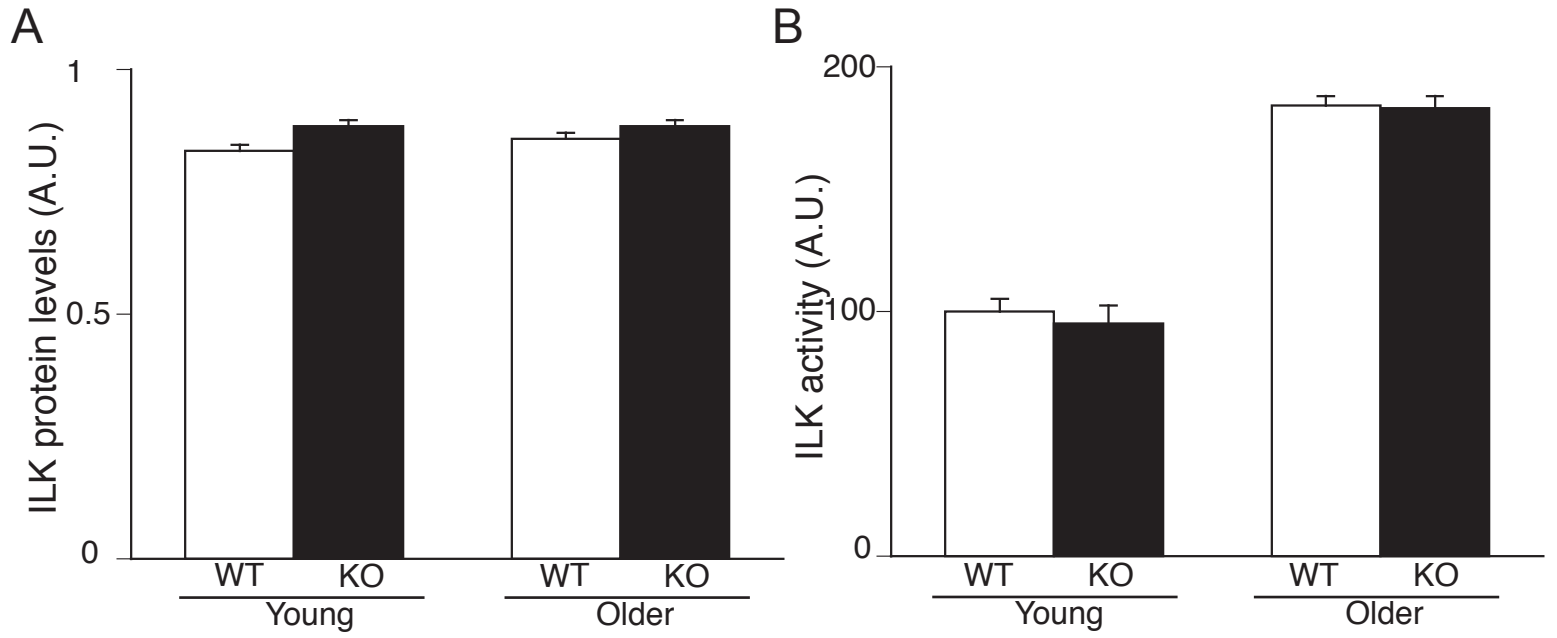 A
ILK protein levels (A.U.)
1
0.5
0
WT KO WT KO
Young Older
B
ILK activity (A.U.)
200
100
0
WT KO WT KO
Young Older